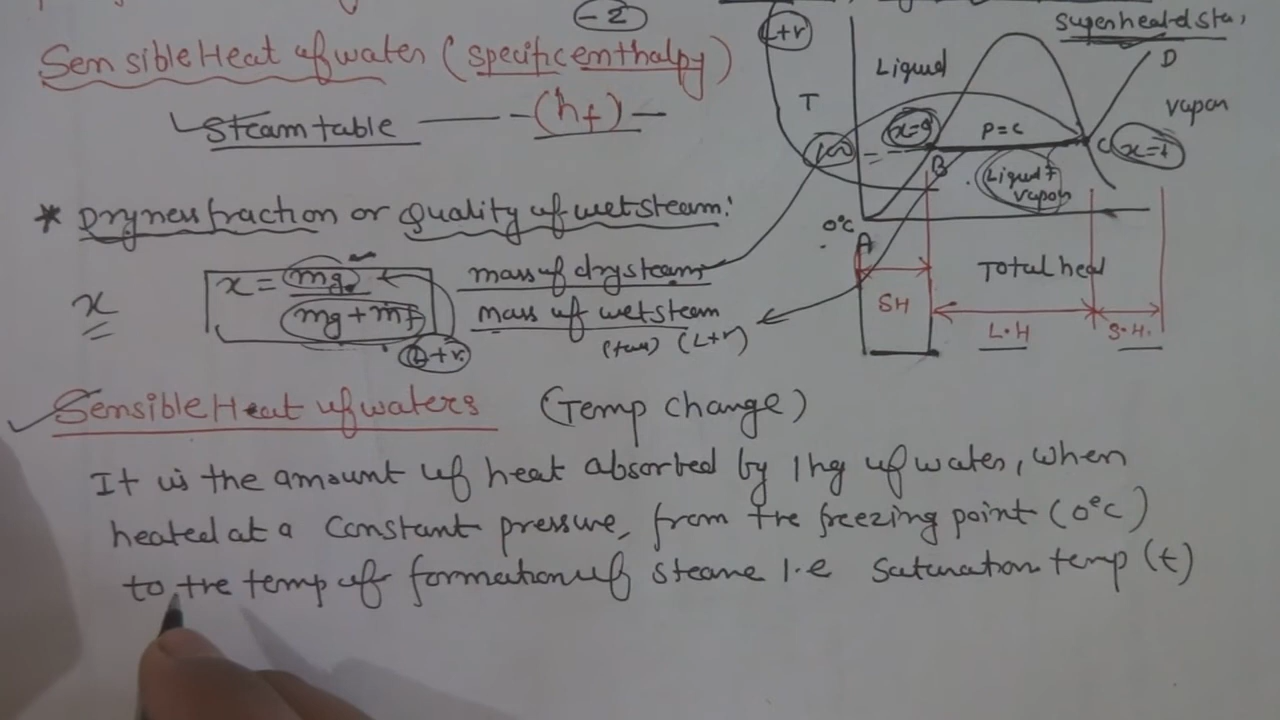 -2
Sensible Heat of water (specific enthalpy)
Steam table — -(hf)-
* Dryness fraction or quality of wet steam:
x
x = mg / mg + mf
mass of dry steam
mass of wet steam
(L+v)
L+v
L+v
Superheated
Liquid
T
D
vapor
P=c
C
x=1
100
B
Liquid +
vapor
0°c
A
Total heat
SH
L.H
S.H.
Sensible Heat of waters (Temp change)
It is the amount of heat absorbed by 1kg of water, when
heated at a constant pressure, from the freezing point (0°c)
to the temp of formation of steam i.e saturation temp (t)